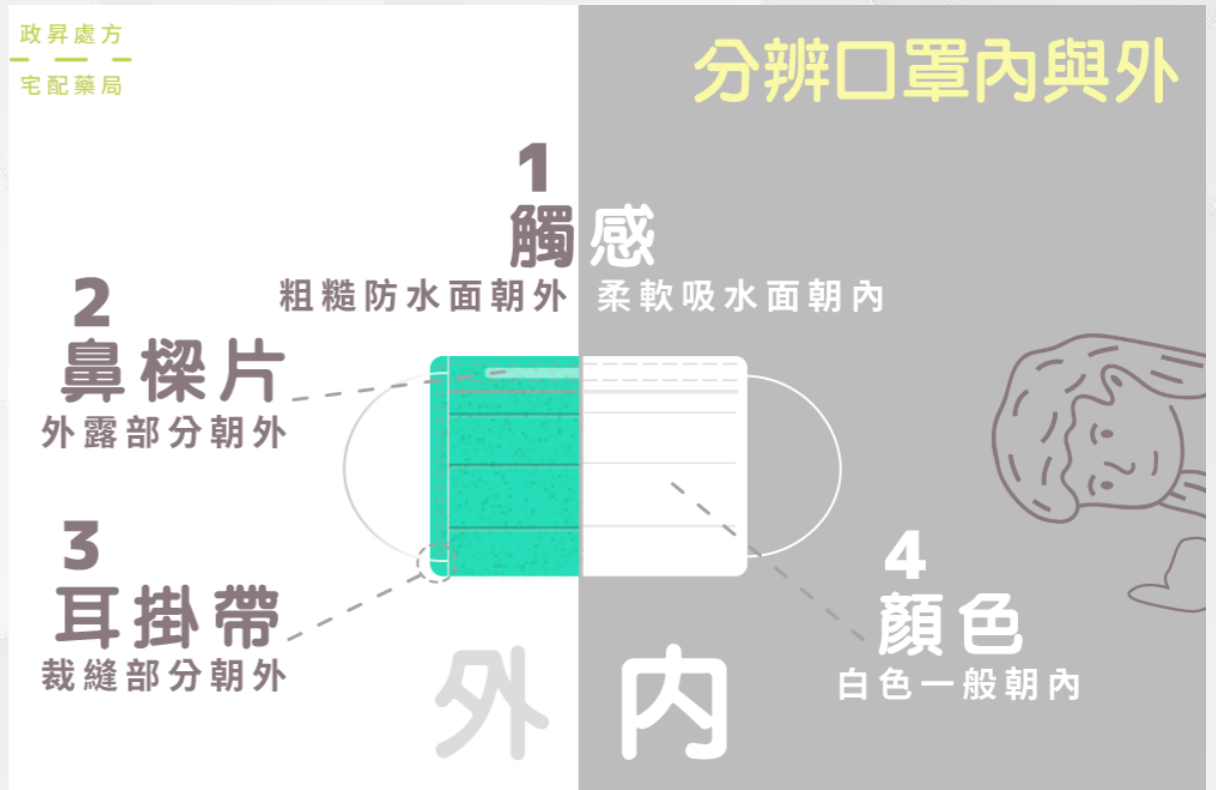 政昇處方
宅配藥局
分辨口罩內與外
1
觸感
粗糙防水面朝外 柔軟吸水面朝內
2
鼻樑片
外露部分朝外
3
耳掛帶
裁縫部分朝外
4
顏色
白色一般朝內
外 內